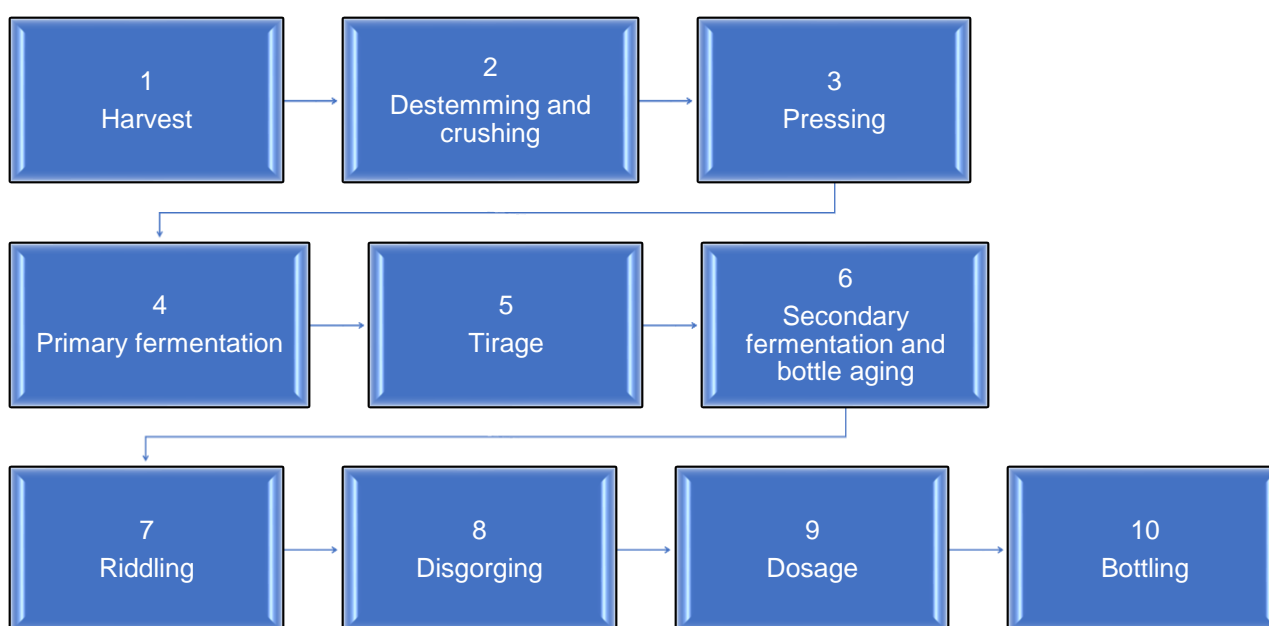 1
Harvest
2
Destemming and
crushing
3
Pressing
4
Primary fermentation
5
Tirage
6
Secondary
fermentation and
bottle aging
7
Riddling
8
Disgorging
9
Dosage
10
Bottling